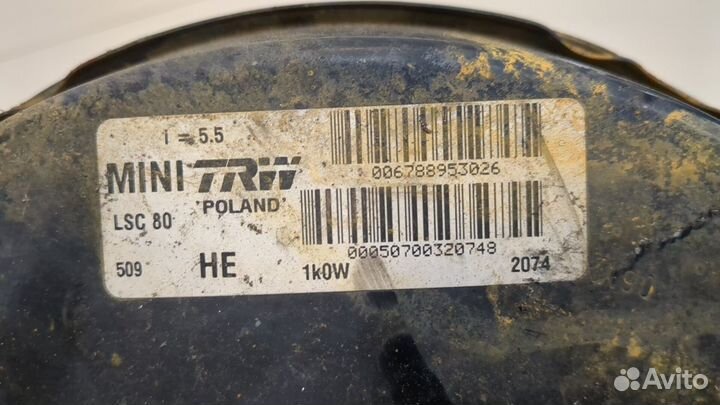 i = 5.5
MINI TRW
006788953026
LSC 80 POLAND
00050700320748
509 HE 1k0W 2074
Avito